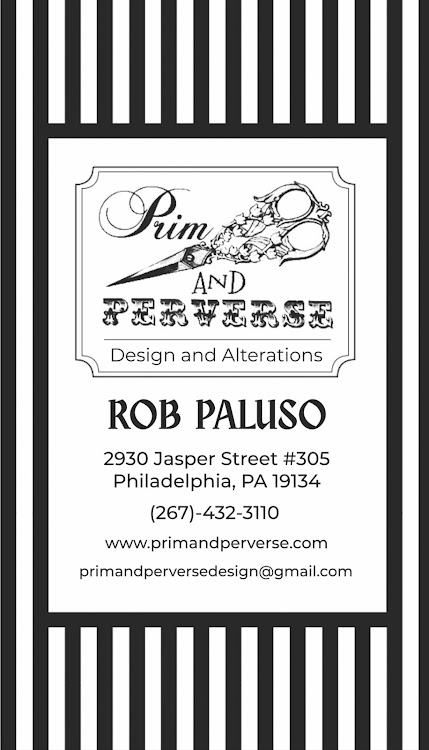 Prim
AND
PERVERSE
Design and Alterations
ROB PALUSO
2930 Jasper Street #305
Philadelphia, PA 19134
(267)-432-3110
www.primandperverse.com
primandperversedesign@gmail.com